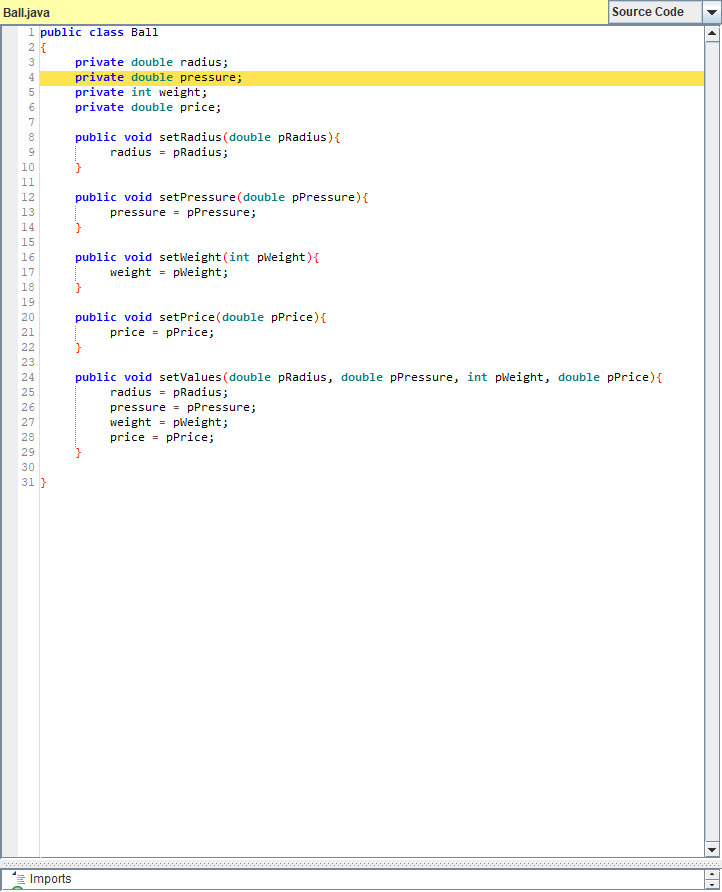 Ball.java
Source Code
1 public class Ball
2 {
3     private double radius;
4     private double pressure;
5     private int weight;
6     private double price;
7
8     public void setRadius(double pRadius){
9         radius = pRadius;
10     }
11
12     public void setPressure(double pPressure){
13         pressure = pPressure;
14     }
15
16     public void setWeight(int pWeight){
17         weight = pWeight;
18     }
19
20     public void setPrice(double pPrice){
21         price = pPrice;
22     }
23
24     public void setValues(double pRadius, double pPressure, int pWeight, double pPrice){
25         radius = pRadius;
26         pressure = pPressure;
27         weight = pWeight;
28         price = pPrice;
29     }
30
31 }
Imports